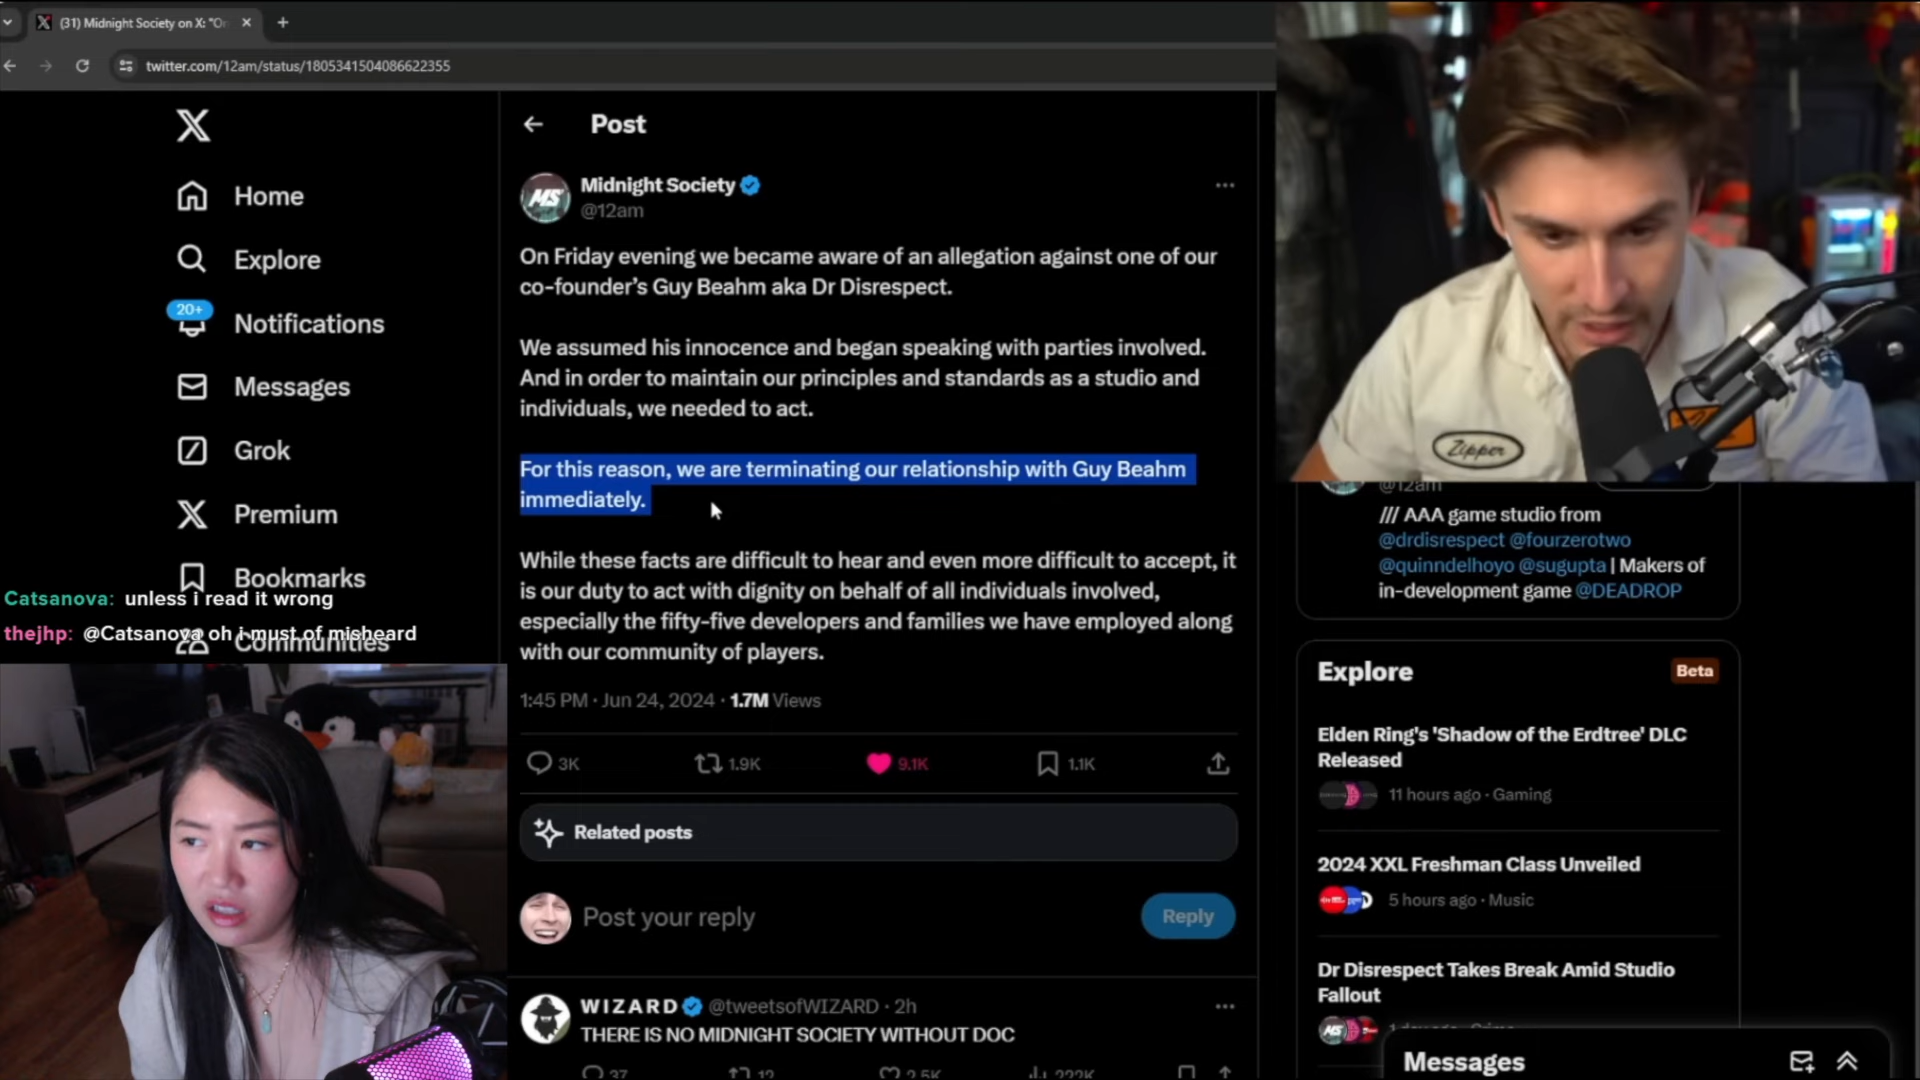 (31) Midnight Society on X: "On
twitter.com/12am/status/1805341504086622355
Home
Explore
20+
Notifications
Messages
Grok
Premium
Bookmarks
Communities
Catsanova: unless i read it wrong
thejhp: @Catsanova oh i must of misheard
Post
MS
Midnight Society
@12am
On Friday evening we became aware of an allegation against one of our
co-founder's Guy Beahm aka Dr Disrespect.
We assumed his innocence and began speaking with parties involved.
And in order to maintain our principles and standards as a studio and
individuals, we needed to act.
For this reason, we are terminating our relationship with Guy Beahm
immediately.
While these facts are difficult to hear and even more difficult to accept, it
is our duty to act with dignity on behalf of all individuals involved,
especially the fifty-five developers and families we have employed along
with our community of players.
1:45 PM · Jun 24, 2024 · 1.7M Views
3K
1.9K
9.1K
1.1K
Related posts
Post your reply
Reply
WIZARD @tweetsofWIZARD · 2h
THERE IS NO MIDNIGHT SOCIETY WITHOUT DOC
37
12
2.5K
222K
Zipper
@12am
/// AAA game studio from
@drdisrespect @fourzerotwo
@quinndelhoyo @sugupta | Makers of
in-development game @DEADROP
Explore
Beta
Elden Ring's 'Shadow of the Erdtree' DLC
Released
11 hours ago · Gaming
2024 XXL Freshman Class Unveiled
5 hours ago · Music
Dr Disrespect Takes Break Amid Studio
Fallout
MS
Messages